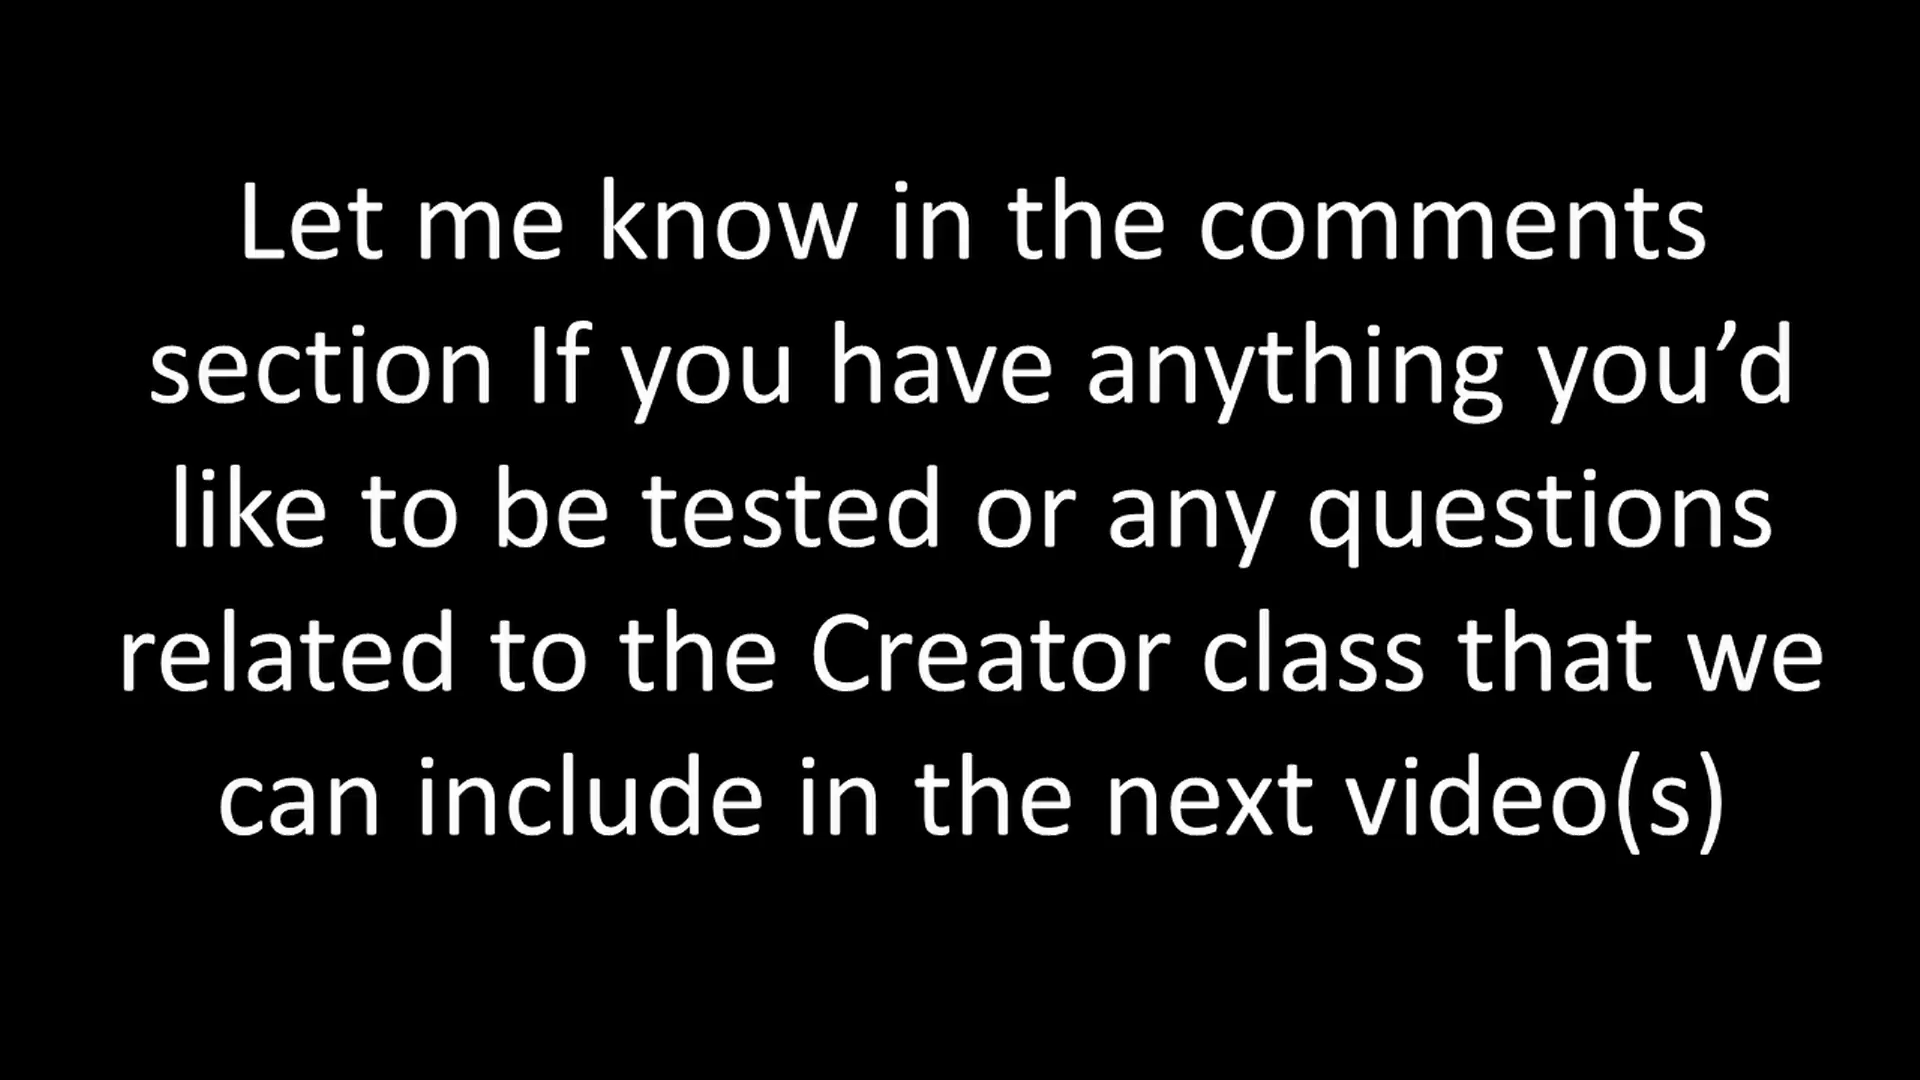 Let me know in the comments
section If you have anything you’d
like to be tested or any questions
related to the Creator class that we
can include in the next video(s)